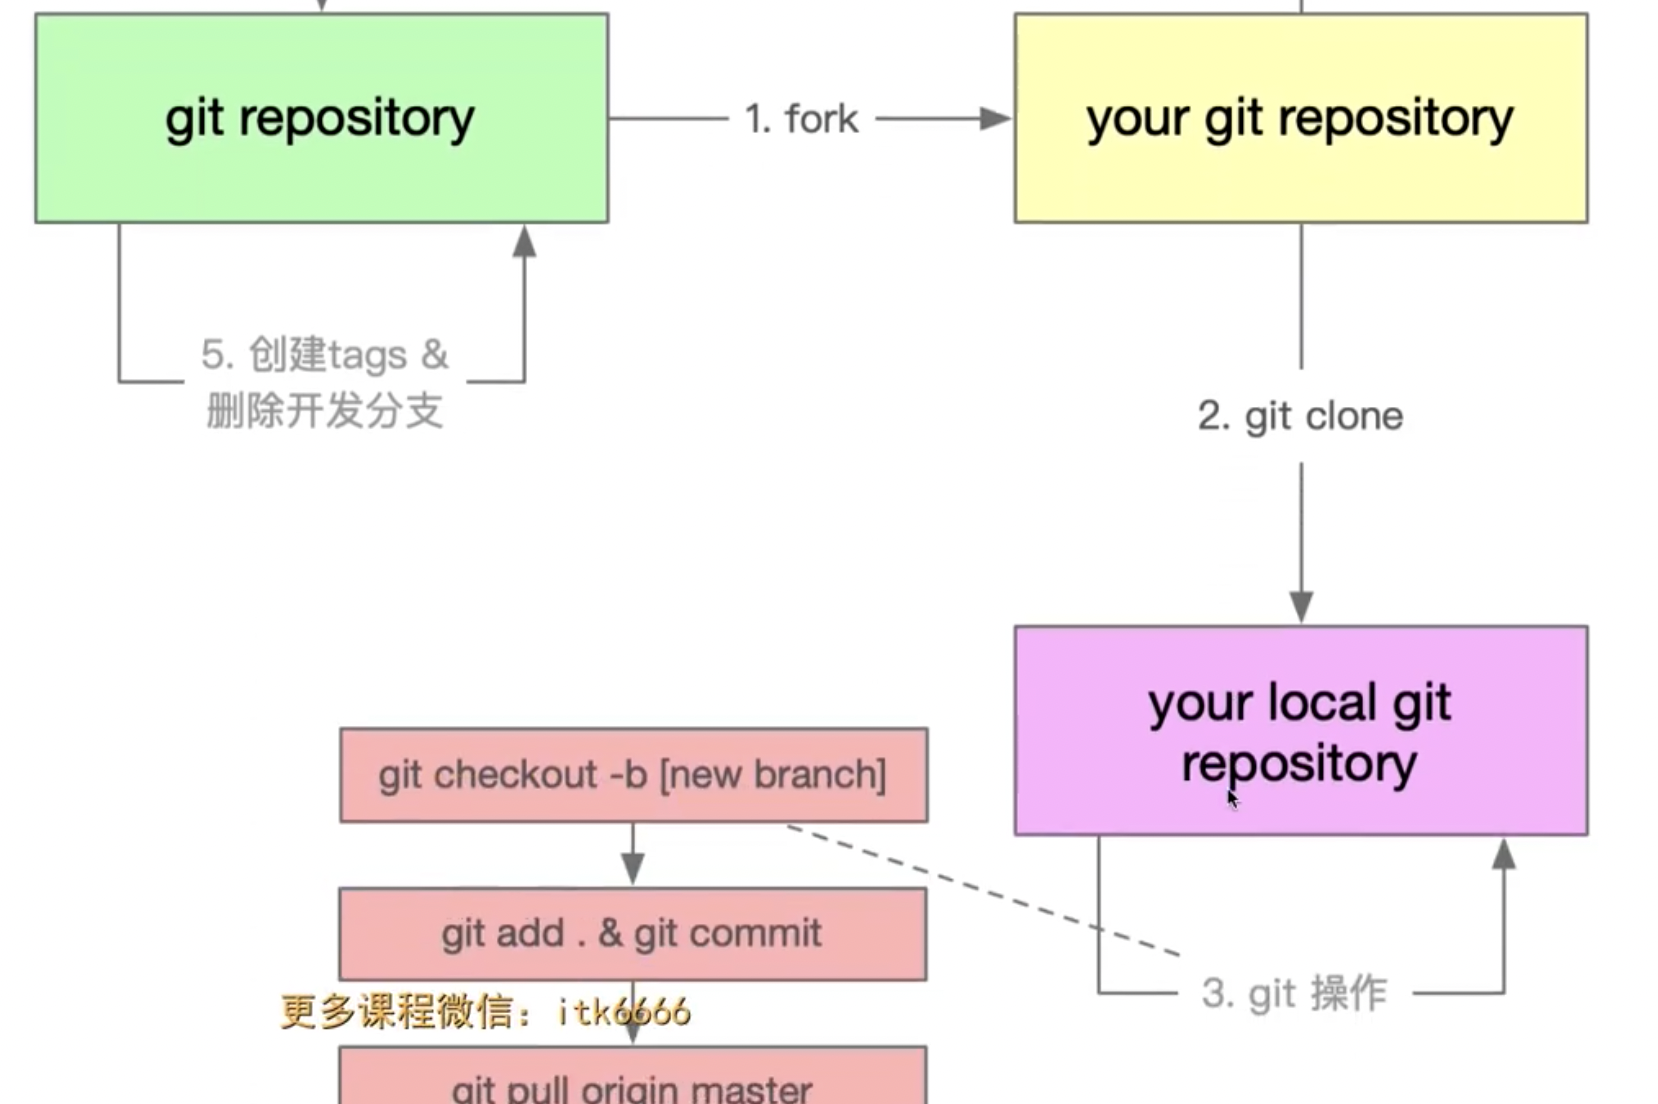 git repository
1. fork
your git repository
5. 创建tags &
删除开发分支
2. git clone
your local git
repository
git checkout -b [new branch]
git add . & git commit
3. git 操作
更多课程微信：itk6666
git pull origin master